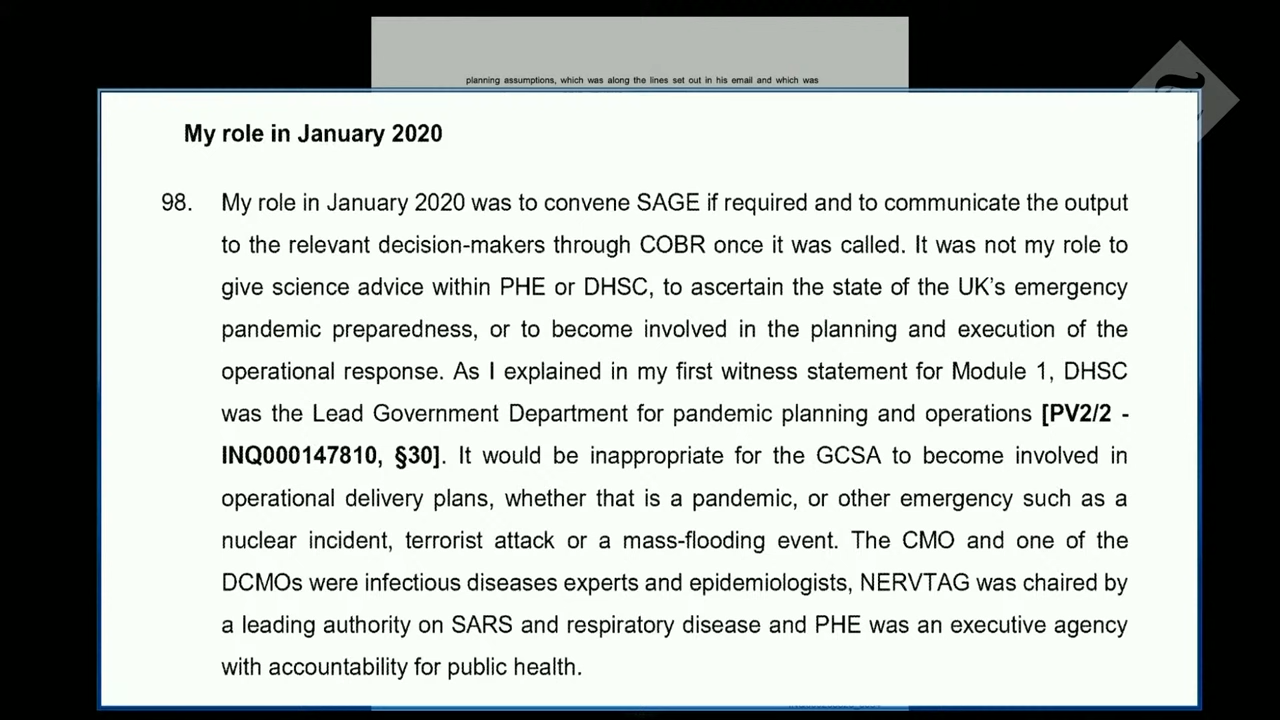 planning assumptions, which was along the lines set out in his email and which was
My role in January 2020
98. My role in January 2020 was to convene SAGE if required and to communicate the output
to the relevant decision-makers through COBR once it was called. It was not my role to
give science advice within PHE or DHSC, to ascertain the state of the UK’s emergency
pandemic preparedness, or to become involved in the planning and execution of the
operational response. As I explained in my first witness statement for Module 1, DHSC
was the Lead Government Department for pandemic planning and operations [PV2/2 -
INQ000147810, §30]. It would be inappropriate for the GCSA to become involved in
operational delivery plans, whether that is a pandemic, or other emergency such as a
nuclear incident, terrorist attack or a mass-flooding event. The CMO and one of the
DCMOs were infectious diseases experts and epidemiologists, NERVTAG was chaired by
a leading authority on SARS and respiratory disease and PHE was an executive agency
with accountability for public health.